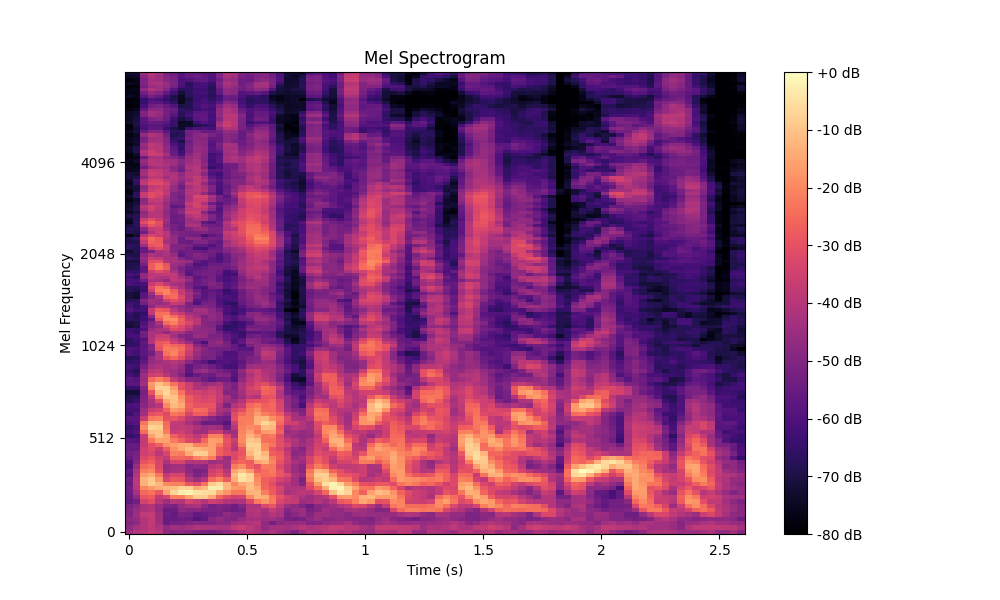 Mel Spectrogram
Mel Frequency
4096
2048
1024
512
0
0
0.5
1
1.5
2
2.5
Time (s)
+0 dB
-10 dB
-20 dB
-30 dB
-40 dB
-50 dB
-60 dB
-70 dB
-80 dB